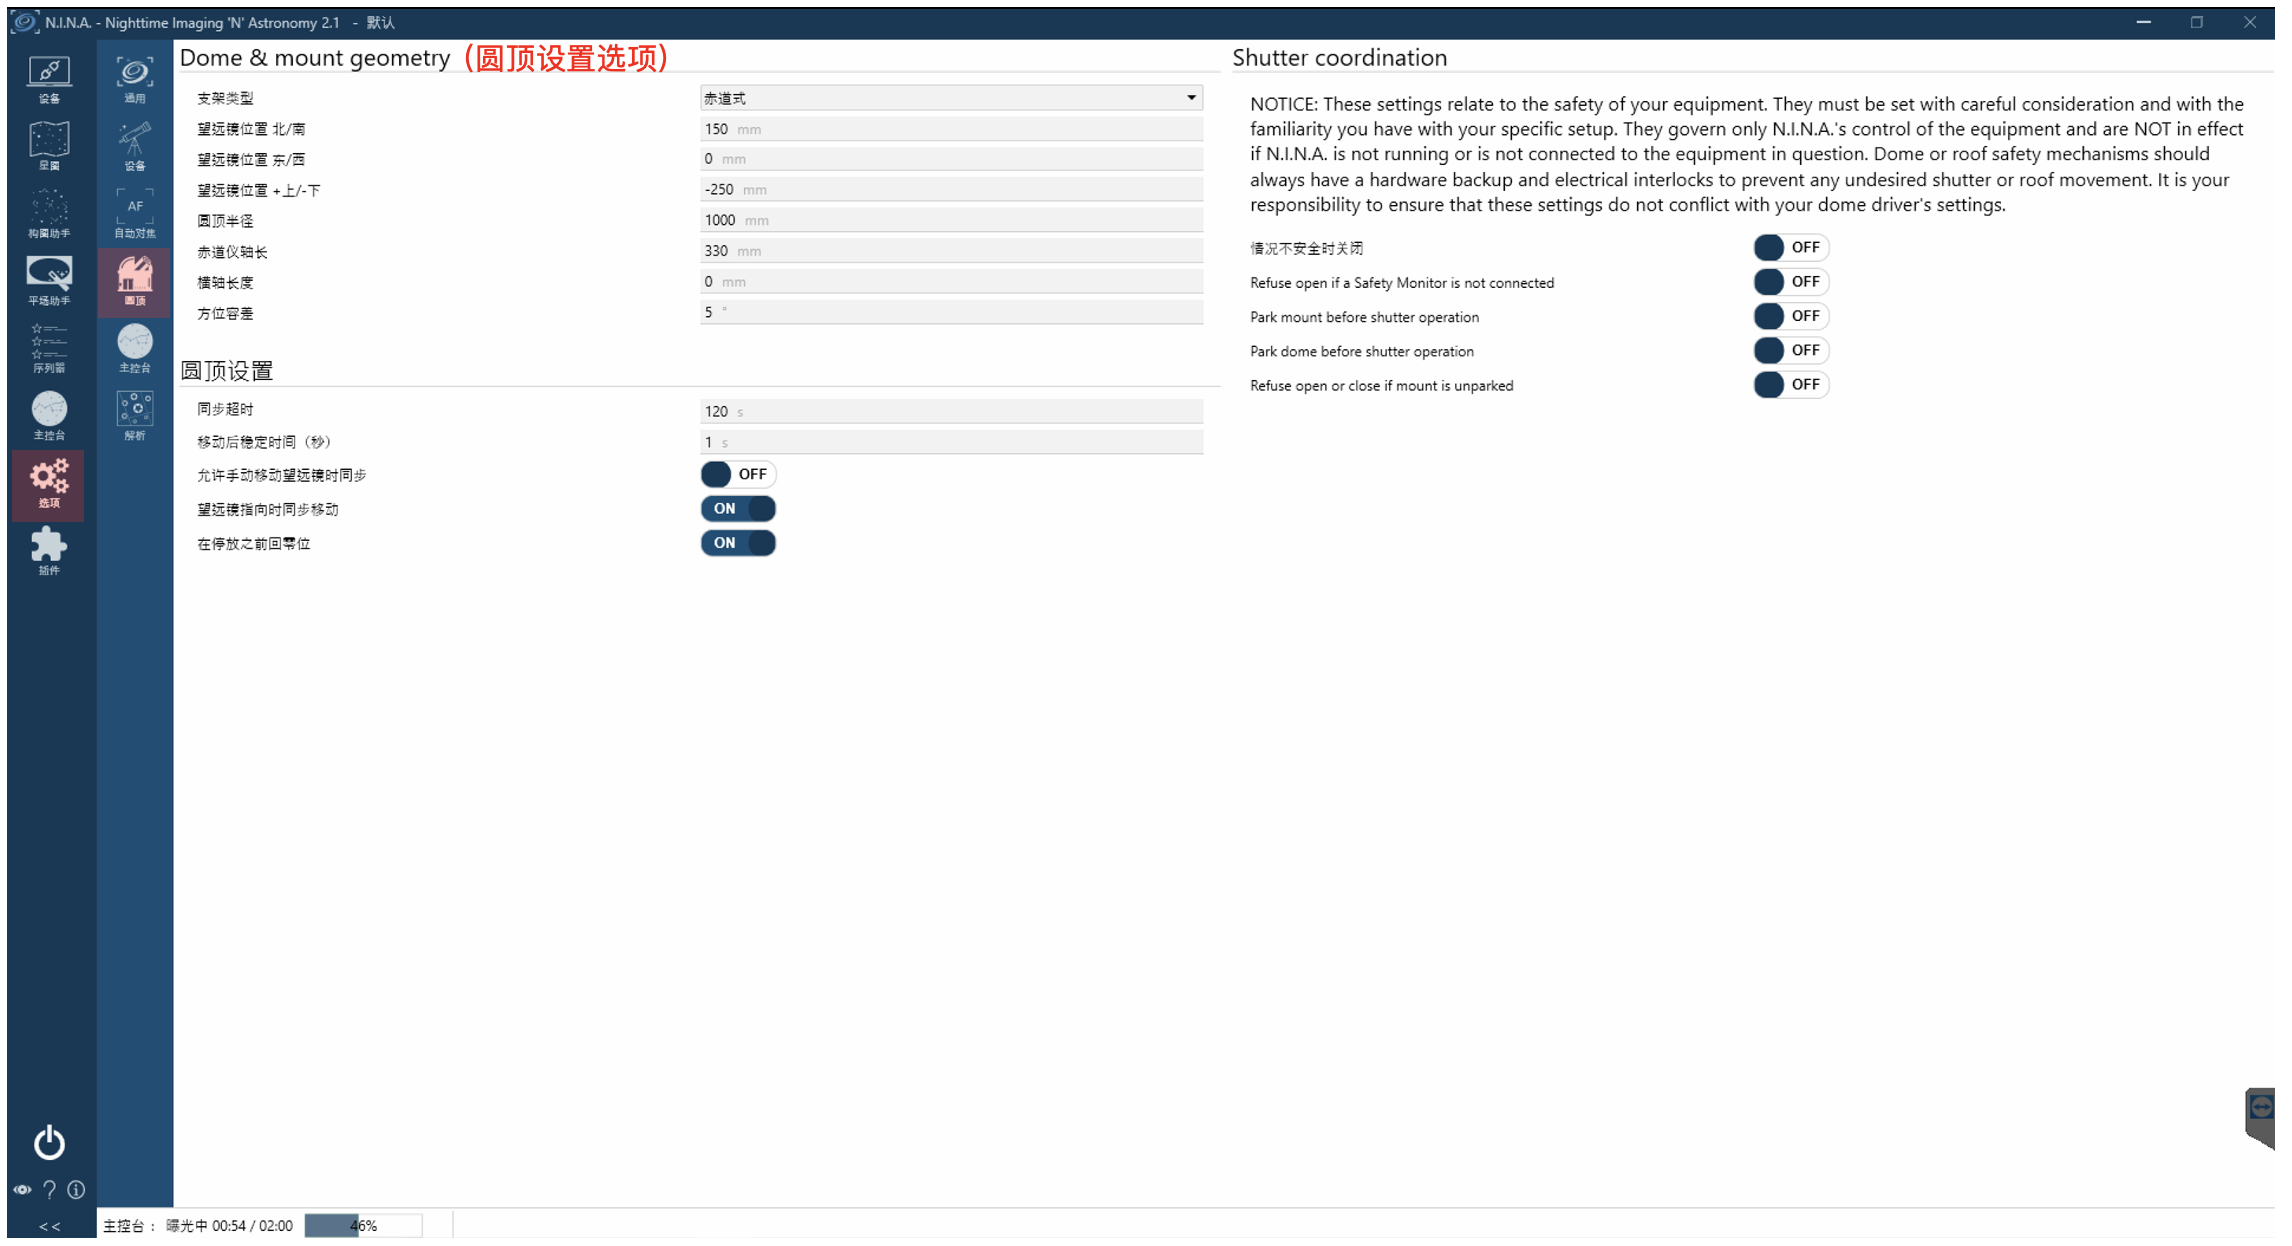 N.I.N.A. - Nighttime Imaging 'N' Astronomy 2.1 - 默认
设备
星图
构图助手
平场助手
序列器
主控台
选项
插件
<<
通用
设备
AF
自动对焦
圆顶
主控台
解析
Dome & mount geometry（圆顶设置选项）
支架类型 赤道式
望远镜位置 北/南 150 mm
望远镜位置 东/西 0 mm
望远镜位置 +上/-下 -250 mm
圆顶半径 1000 mm
赤道仪轴长 330 mm
横轴长度 0 mm
方位容差 5 °
圆顶设置
同步超时 120 s
移动后稳定时间（秒） 1 s
允许手动移动望远镜时同步 OFF
望远镜指向时同步移动 ON
在停放之前回零位 ON
Shutter coordination
NOTICE: These settings relate to the safety of your equipment. They must be set with careful consideration and with the
familiarity you have with your specific setup. They govern only N.I.N.A.'s control of the equipment and are NOT in effect
if N.I.N.A. is not running or is not connected to the equipment in question. Dome or roof safety mechanisms should
always have a hardware backup and electrical interlocks to prevent any undesired shutter or roof movement. It is your
responsibility to ensure that these settings do not conflict with your dome driver's settings.
情况不安全时关闭 OFF
Refuse open if a Safety Monitor is not connected OFF
Park mount before shutter operation OFF
Park dome before shutter operation OFF
Refuse open or close if mount is unparked OFF
主控台： 曝光中 00:54 / 02:00 46%